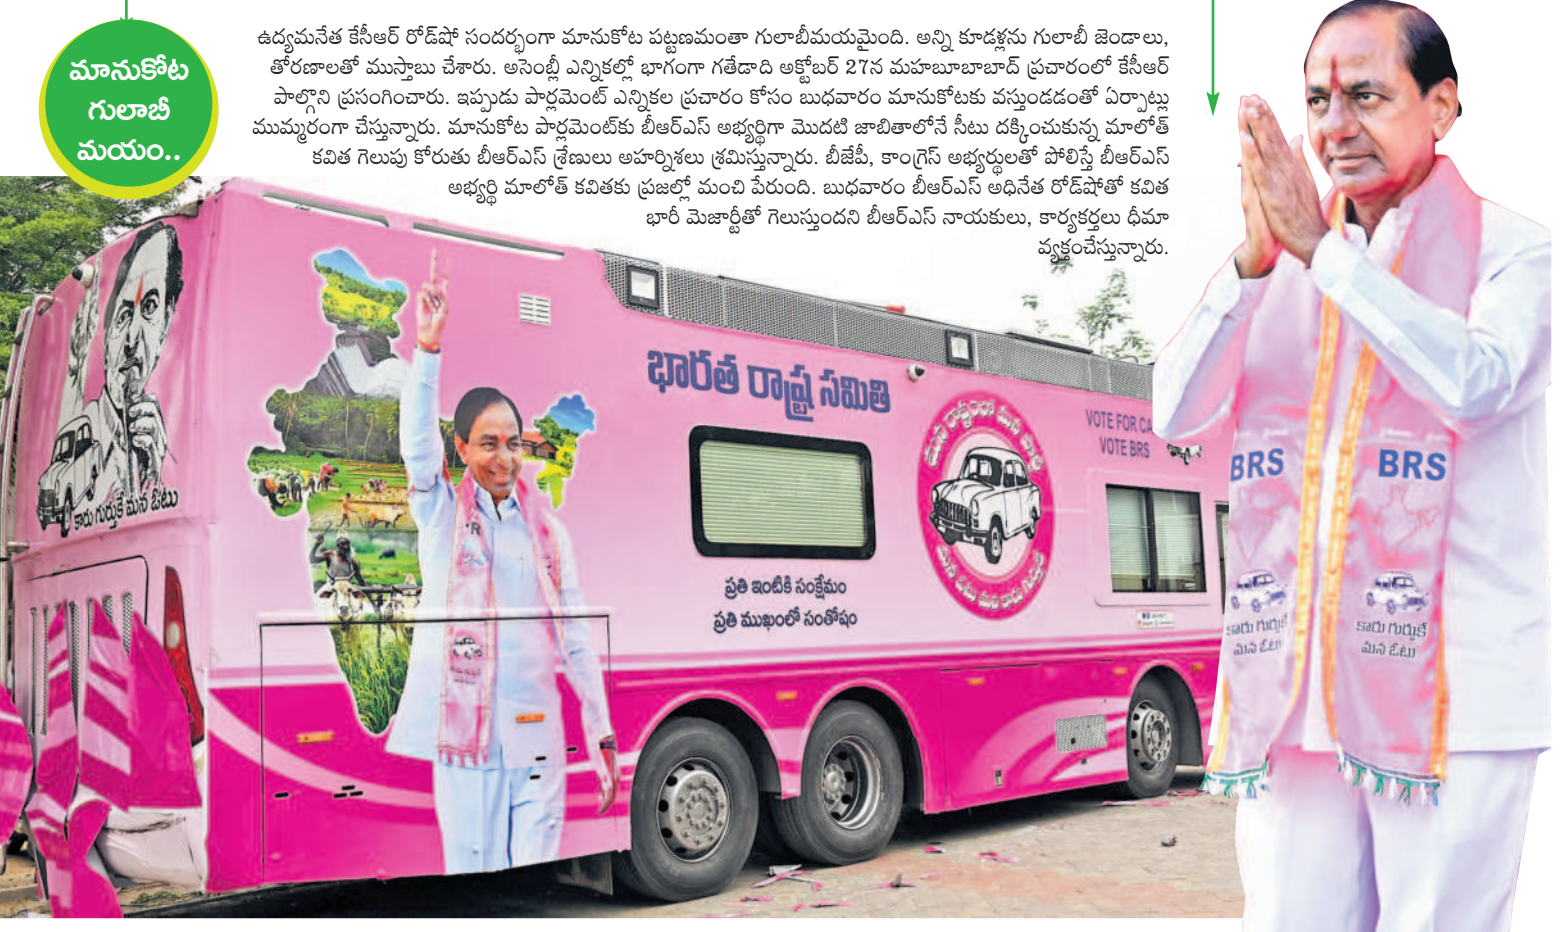 మానుకోట
గులాబీ
మయం..
ఉద్యమనేత కేసీఆర్ రోడ్‌షో సందర్భంగా మానుకోట పట్టణమంతా గులాబీమయమైంది. అన్ని కూడళ్లను గులాబీ జెండాలు,
తోరణాలతో ముస్తాబు చేశారు. అసెంబ్లీ ఎన్నికల్లో భాగంగా గతేడాది అక్టోబర్ 27న మహబూబాబాద్ ప్రచారంలో కేసీఆర్
పాల్గొని ప్రసంగించారు. ఇప్పుడు పార్లమెంట్ ఎన్నికల ప్రచారం కోసం బుధవారం మానుకోటకు వస్తుండడంతో ఏర్పాట్లు
ముమ్మరంగా చేస్తున్నారు. మానుకోట పార్లమెంట్‌కు బీఆర్ఎస్ అభ్యర్థిగా మొదటి జాబితాలోనే సీటు దక్కించుకున్న మాలోత్
కవిత గెలుపు కోరుతు బీఆర్ఎస్ శ్రేణులు అహర్నిశలు శ్రమిస్తున్నారు. బీజేపీ, కాంగ్రెస్ అభ్యర్థులతో పోలిస్తే బీఆర్ఎస్
అభ్యర్థి మాలోత్ కవితకు ప్రజల్లో మంచి పేరుంది. బుధవారం బీఆర్ఎస్ అధినేత రోడ్‌షోతో కవిత
భారీ మెజార్టీతో గెలుస్తుందని బీఆర్ఎస్ నాయకులు, కార్యకర్తలు ధీమా
వ్యక్తంచేస్తున్నారు.
కారు గుర్తుకే మన ఓటు
భారత రాష్ట్ర సమితి
ప్రతి ఇంటికి సంక్షేమం
ప్రతి ముఖంలో సంతోషం
VOTE FOR CA
VOTE BRS
BRS
BRS
కారు గుర్తుకే
మన ఓటు
కారు గుర్తుకే
మన ఓటు